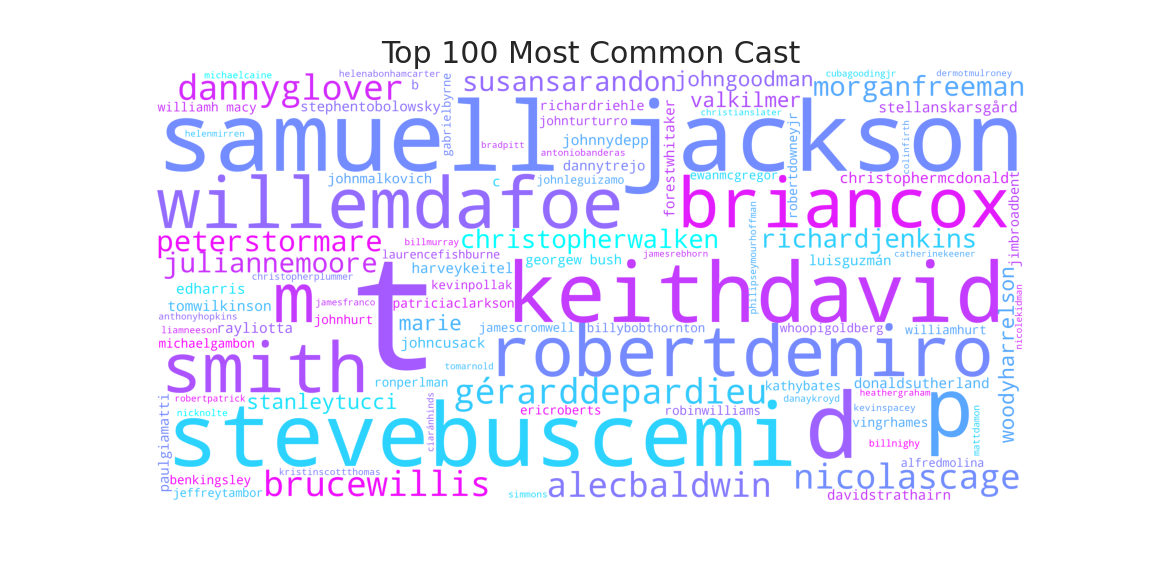 Top 100 Most Common Cast
michaelcaine
helenabonhamcarter
cubagoodingjr
dermotmulroney
dannyglover
b
susansarandon
johngoodman
morganfreeman
williamh macy
stephentobolowsky
gabrielbyrne
richardriehle
valkilmer
stellanskarsgård
samuell jackson
helenmirren
bradpitt
johnturturro
johnnydepp
antoniobanderas
dannytrejo
christianslater
forestwhitaker
robertdowneyjr
colinfirth
johnmalkovich
c
johnleguizamo
ewanmcgregor
christophermcdonald
jimbroadbent
willemdafoe
briancox
peterstormare
billmurray
christopherwalken
philipseymourhoffman
richardjenkins
juliannemoore
laurencefishburne
jamesrebhorn
georgew bush
luisguzmán
catherinekeener
christopherplummer
harveykeitel
edharris
m
t
kevinpollak
keithdavid
woodyharrelson
nicolekidman
tomwilkinson
jamesfranco
patriciaclarkson
anthonyhopkins
johnhurt
marie
liamneeson
rayliotta
jamescromwell
billybobthornton
whoopigoldberg
williamhurt
michaelgambon
johncusack
robertdeniro
smith
tomarnold
ronperlman
gérarddepardieu
kathybates
donaldsutherland
paulgiamatti
robertpatrick
stanleytucci
ciaránhinds
danaykroyd
heathergraham
nicknolte
ericroberts
robinwilliams
d
kevinspacey
p
mattdamon
stevebuscemi
vingrhames
billnighy
kristinscottthomas
alfredmolina
benkingsley
brucewillis
alecbaldwin
nicolascage
jeffreytambor
simmons
davidstrathairn